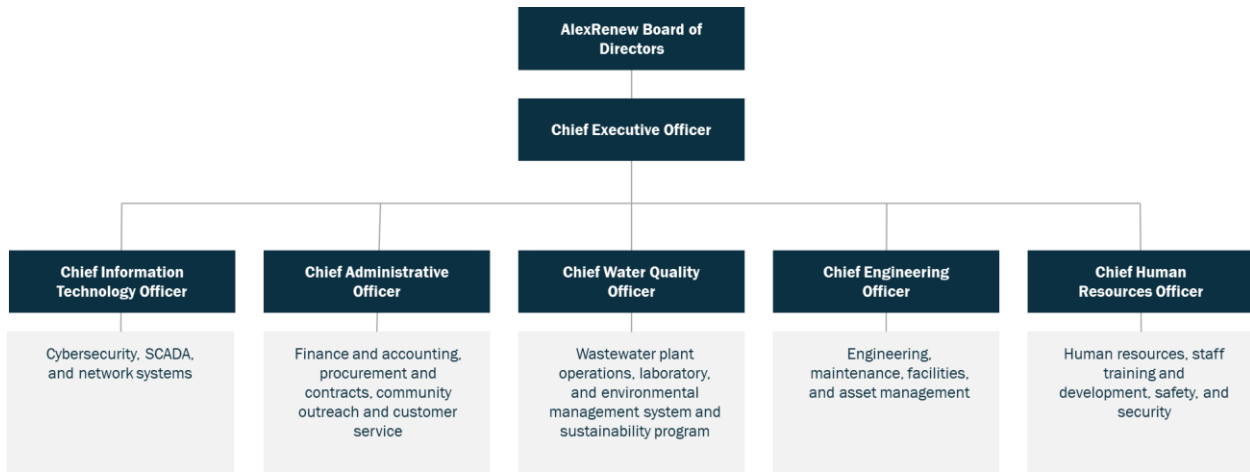 AlexRenew Board of
Directors
Chief Executive Officer
Chief Information
Technology Officer
Cybersecurity, SCADA,
and network systems
Chief Administrative
Officer
Finance and accounting,
procurement and
contracts, community
outreach and customer
service
Chief Water Quality
Officer
Wastewater plant
operations, laboratory,
and environmental
management system and
sustainability program
Chief Engineering
Officer
Engineering,
maintenance, facilities,
and asset management
Chief Human
Resources Officer
Human resources, staff
training and
development, safety, and
security